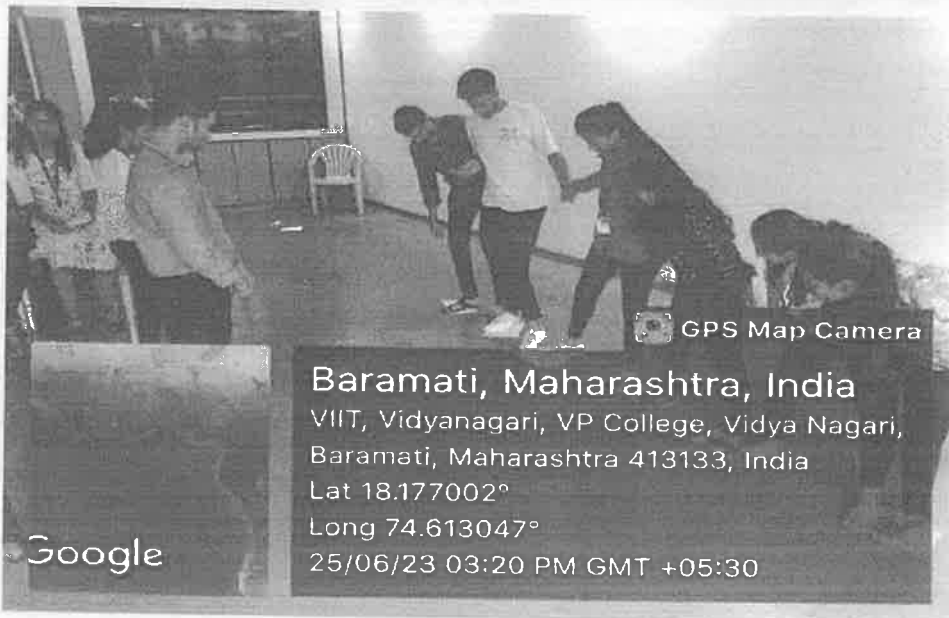 GPS Map Camera
Baramati, Maharashtra, India
VIIT, Vidyanagari, VP College, Vidya Nagari,
Baramati, Maharashtra 413133, India
Lat 18.177002°
Long 74.613047°
25/06/23 03:20 PM GMT +05:30
Google